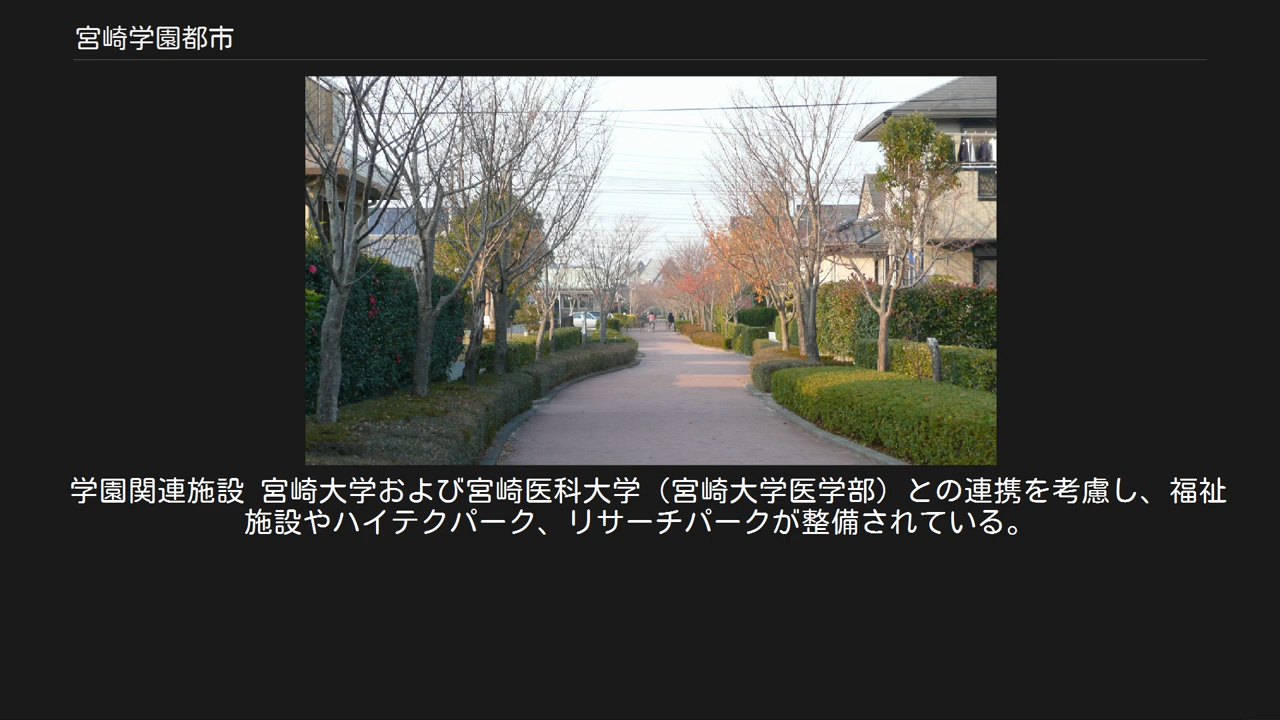 宮崎学園都市
学園関連施設 宮崎大学および宮崎医科大学（宮崎大学医学部）との連携を考慮し、福祉
施設やハイテクパーク、リサーチパークが整備されている。